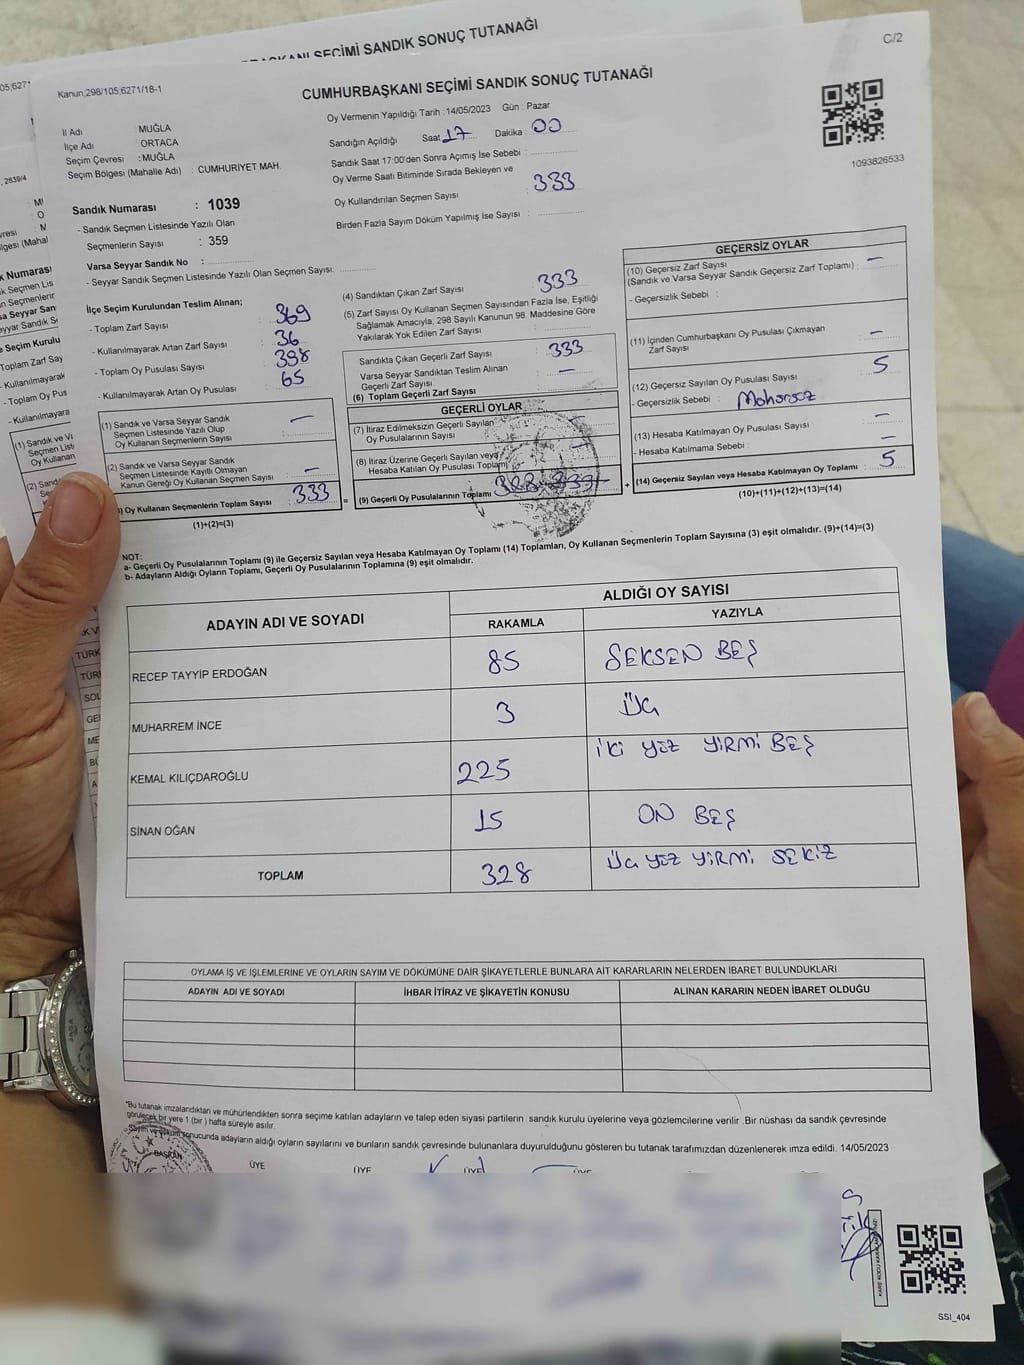 BAŞKANI SEÇİMİ SANDIK SONUÇ TUTANAĞI
C/2
Kanun,298/105;6271/18-1
CUMHURBAŞKANI SEÇİMİ SANDIK SONUÇ TUTANAĞI
İl Adı : MUĞLA
İlçe Adı : ORTACA
Seçim Çevresi : MUĞLA
Seçim Bölgesi (Mahalle Adı) : CUMHURİYET MAH.
Oy Vermenin Yapıldığı Tarih : 14/05/2023 Gün : Pazar
Sandığın Açıldığı Saat 17 Dakika : 00
Sandık Saat 17:00'den Sonra Açımış İse Sebebi :
Oy Verme Saati Bitiminde Sırada Bekleyen ve
Oy Kullandırılan Seçmen Sayısı 333
Birden Fazla Sayım Döküm Yapılmış İse Sayısı :
1093826533
Sandık Numarası : 1039
- Sandık Seçmen Listesinde Yazılı Olan
Seçmenlerin Sayısı : 359
Varsa Seyyar Sandık No :
- Seyyar Sandık Seçmen Listesinde Yazılı Olan Seçmen Sayısı:
İlçe Seçim Kurulundan Teslim Alınan;
- Toplam Zarf Sayısı : 369
- Kullanılmayarak Artan Zarf Sayısı : 36
- Toplam Oy Pusulası Sayısı : 398
- Kullanılmayarak Artan Oy Pusulası : 65
(1) Sandık ve Varsa Seyyar Sandık
Seçmen Listesinde Yazılı Olup
Oy Kullanan Seçmenlerin Sayısı : –
(2) Sandık ve Varsa Seyyar Sandık
Seçmen Listesinde Kayıtlı Olmayan
Kanun Gereği Oy Kullanan Seçmen Sayısı : –
) Oy Kullanan Seçmenlerin Toplam Sayısı : 333 =
(1)+(2)=(3)
(4) Sandıktan Çıkan Zarf Sayısı : 333
(5) Zarf Sayısı Oy Kullanan Seçmen Sayısından Fazla İse, Eşitliği
Sağlamak Amacıyla, 298 Sayılı Kanunun 98. Maddesine Göre
Yakılarak Yok Edilen Zarf Sayısı :
Sandıkta Çıkan Geçerli Zarf Sayısı : 333
Varsa Seyyar Sandıktan Teslim Alınan
Geçerli Zarf Sayısı : –
(6) Toplam Geçerli Zarf Sayısı
GEÇERLİ OYLAR
(7) İtiraz Edilmeksizin Geçerli Sayılan
Oy Pusulalarının Sayısı
(8) İtiraz Üzerine Geçerli Sayılan veya
Hesaba Katılan Oy Pusulası Toplamı
(9) Geçerli Oy Pusulalarının Toplamı +
GEÇERSİZ OYLAR
(10) Geçersiz Zarf Sayısı
(Sandık ve Varsa Seyyar Sandık Geçersiz Zarf Toplamı) : –
- Geçersizlik Sebebi :
(11) İçinden Cumhurbaşkanı Oy Pusulası Çıkmayan
Zarf Sayısı : –
(12) Geçersiz Sayılan Oy Pusulası Sayısı : 5
- Geçersizlik Sebebi : Mühürsüz
(13) Hesaba Katılmayan Oy Pusulası Sayısı : –
- Hesaba Katılmama Sebebi : –
(14) Geçersiz Sayılan veya Hesaba Katılmayan Oy Toplamı : 5
(10)+(11)+(12)+(13)=(14)
NOT:
a- Geçerli Oy Pusulalarının Toplamı (9) ile Geçersiz Sayılan veya Hesaba Katılmayan Oy Toplamı (14) Toplamları, Oy Kullanan Seçmenlerin Toplam Sayısına (3) eşit olmalıdır. (9)+(14)=(3)
b- Adayların Aldığı Oyların Toplamı, Geçerli Oy Pusulalarının Toplamına (9) eşit olmalıdır.
ADAYIN ADI VE SOYADI
ALDIĞI OY SAYISI
RAKAMLA YAZIYLA
RECEP TAYYİP ERDOĞAN 85 SEKSEN BEŞ
MUHARREM İNCE 3 ÜÇ
KEMAL KILIÇDAROĞLU 225 İKİ YÜZ YİRMİ BEŞ
SİNAN OĞAN 15 ON BEŞ
TOPLAM 328 ÜÇ YÜZ YİRMİ SEKİZ
OYLAMA İŞ VE İŞLEMLERİNE VE OYLARIN SAYIM VE DÖKÜMÜNE DAİR ŞİKAYETLERLE BUNLARA AİT KARARLARIN NELERDEN İBARET BULUNDUKLARI
ADAYIN ADI VE SOYADI İHBAR İTİRAZ VE ŞİKAYETİN KONUSU ALINAN KARARIN NEDEN İBARET OLDUĞU
*Bu tutanak imzalandıktan ve mühürlendikten sonra seçime katılan adayların ve talep eden siyasi partilerin sandık kurulu üyelerine veya gözlemcilerine verilir. Bir nüshası da sandık çevresinde
görülecek bir yere 1 (bir) hafta süreyle asılır.
Sayım ve döküm sonucunda adayların aldığı oyların sayılarını ve bunların sandık çevresinde bulunanlara duyurulduğunu gösteren bu tutanak tarafımızdan düzenlenerek imza edildi. 14/05/2023
BAŞKAN ÜYE ÜYE ÜYE ÜYE
SSI_404